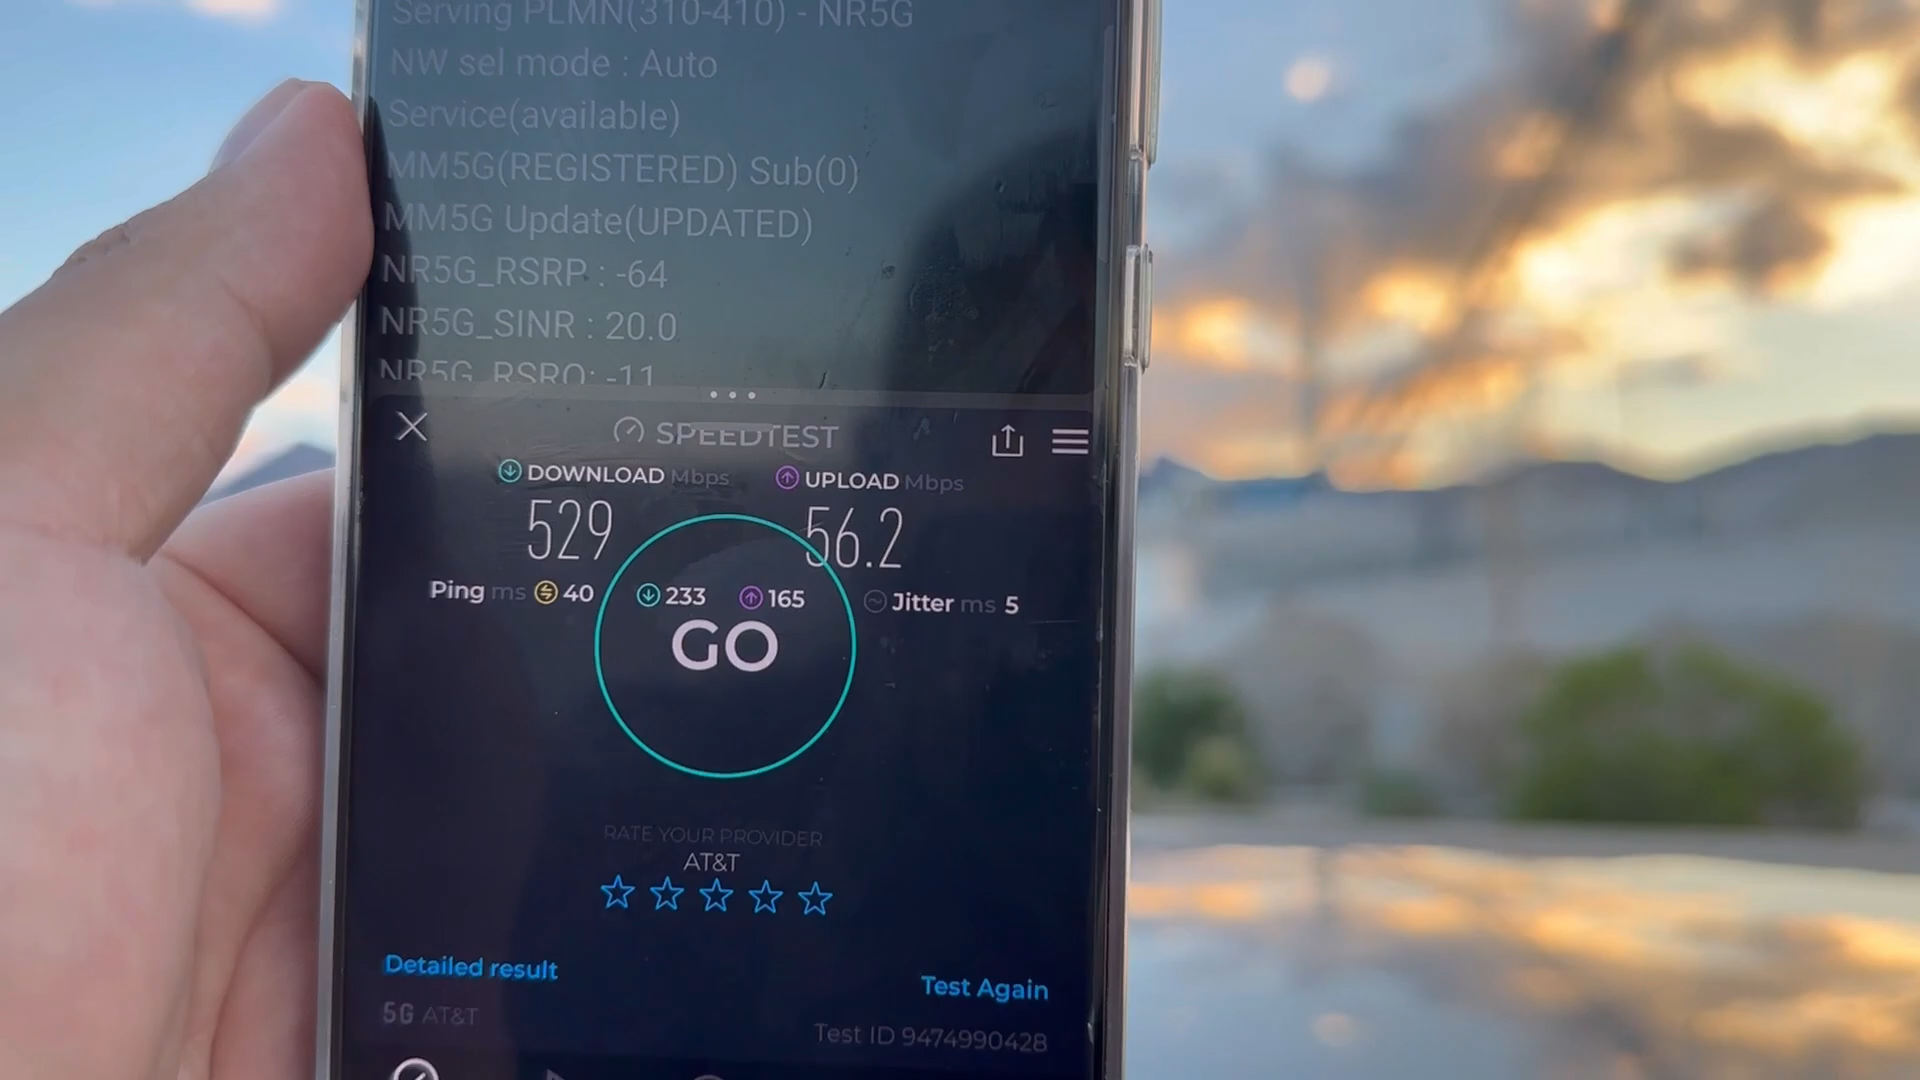 Serving PLMN(310-410) - NR5G
NW sel mode : Auto
Service(available)
MM5G(REGISTERED) Sub(0)
MM5G Update(UPDATED)
NR5G_RSRP : -64
NR5G_SINR : 20.0
NR5G_RSRQ: -11
SPEEDTEST
DOWNLOAD Mbps UPLOAD Mbps
529 56.2
Ping ms 40 233 165 Jitter ms 5
GO
RATE YOUR PROVIDER
AT&T
Detailed result
Test Again
5G AT&T
Test ID 9474990428